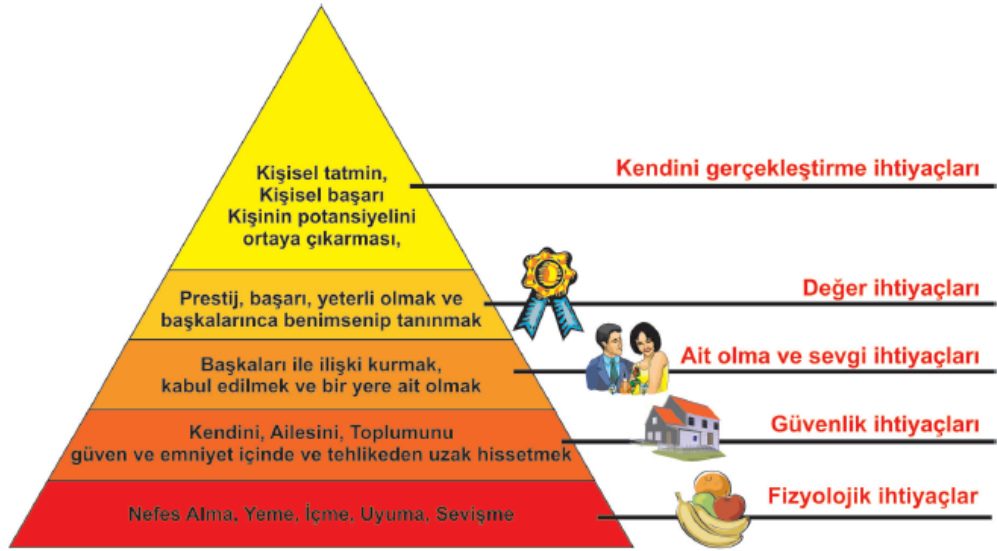 Kişisel tatmin,
Kişisel başarı
Kişinin potansiyelini
ortaya çıkarması,
Kendini gerçekleştirme ihtiyaçları
Prestij, başarı, yeterli olmak ve
başkalarınca benimsenip tanınmak
Değer ihtiyaçları
Başkaları ile ilişki kurmak,
kabul edilmek ve bir yere ait olmak
Ait olma ve sevgi ihtiyaçları
Kendini, Ailesini, Toplumunu
güven ve emniyet içinde ve tehlikeden uzak hissetmek
Güvenlik ihtiyaçları
Nefes Alma, Yeme, İçme, Uyuma, Sevişme
Fizyolojik ihtiyaçlar